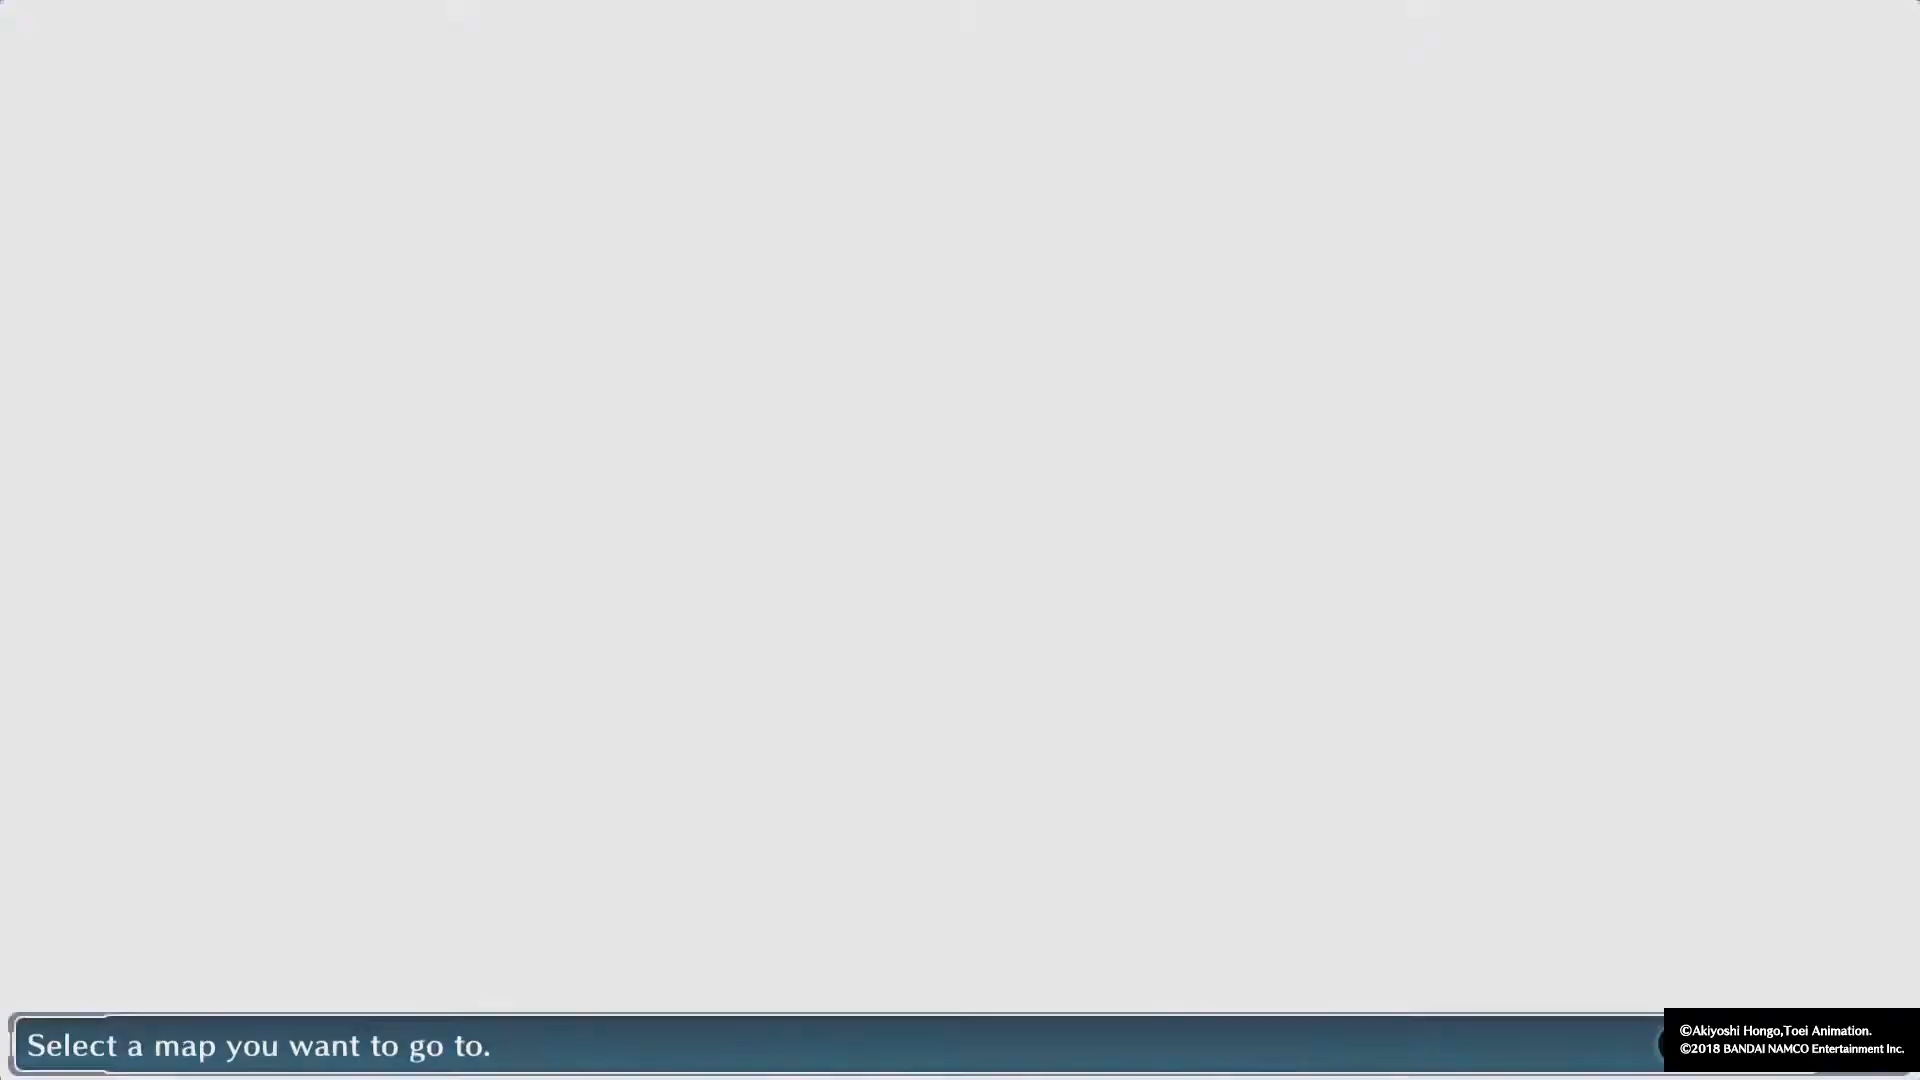 Select a map you want to go to.
©Akiyoshi Hongo,Toei Animation.
©2018 BANDAI NAMCO Entertainment Inc.